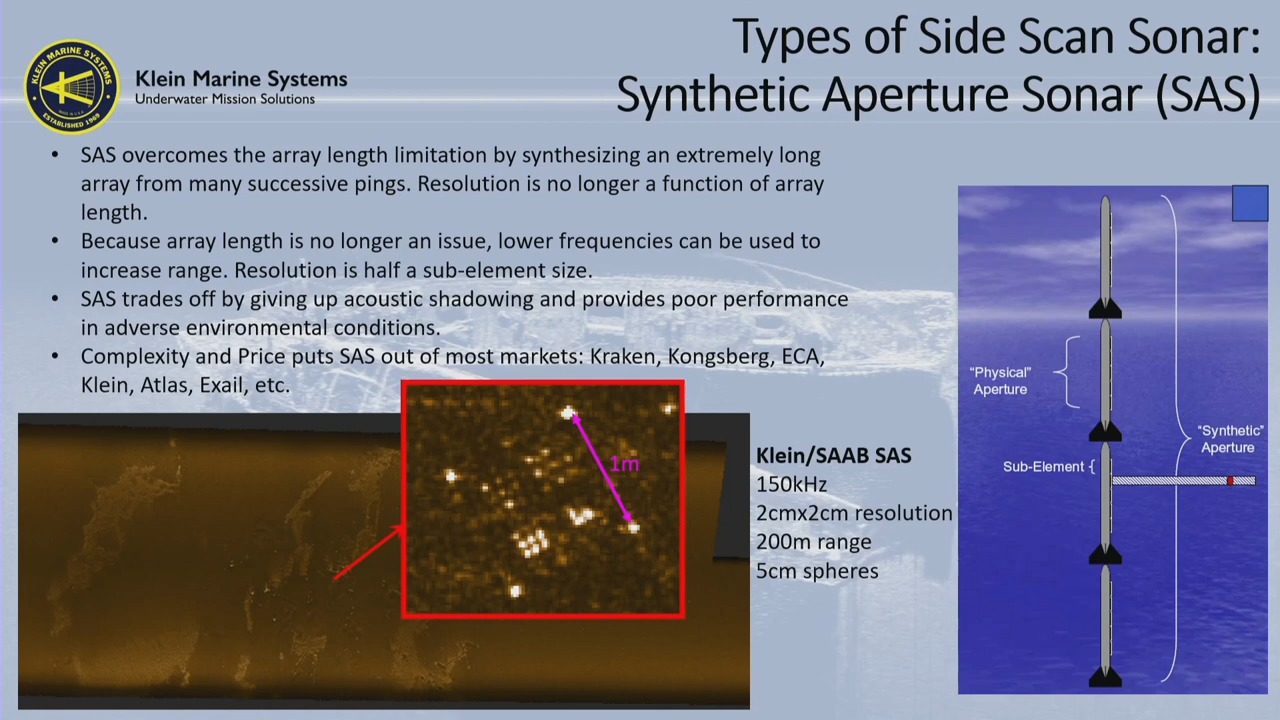 Types of Side Scan Sonar:
Synthetic Aperture Sonar (SAS)
KLEIN MARINE SYSTEMS
ESTABLISHED 1968
Klein Marine Systems
Underwater Mission Solutions
• SAS overcomes the array length limitation by synthesizing an extremely long
array from many successive pings. Resolution is no longer a function of array
length.
• Because array length is no longer an issue, lower frequencies can be used to
increase range. Resolution is half a sub-element size.
• SAS trades off by giving up acoustic shadowing and provides poor performance
in adverse environmental conditions.
• Complexity and Price puts SAS out of most markets: Kraken, Kongsberg, ECA,
Klein, Atlas, Exail, etc.
1m
Klein/SAAB SAS
150kHz
2cmx2cm resolution
200m range
5cm spheres
“Physical”
Aperture
Sub-Element
“Synthetic”
Aperture